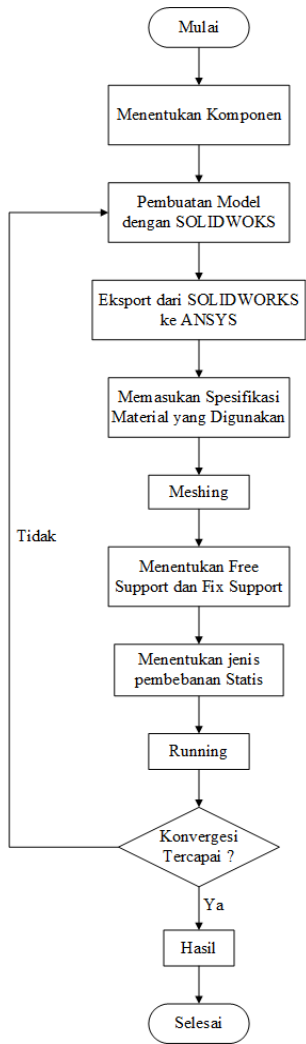 Mulai
Menentukan Komponen
Pembuatan Model
dengan SOLIDWOKS
Eksport dari SOLIDWORKS
ke ANSYS
Memasukan Spesifikasi
Material yang Digunakan
Meshing
Tidak
Menentukan Free
Support dan Fix Support
Menentukan jenis
pembebanan Statis
Running
Konvergesi
Tercapai ?
Ya
Hasil
Selesai